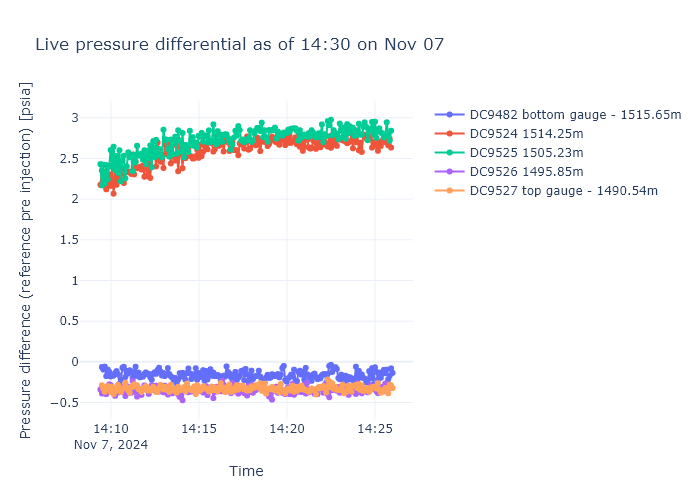 Live pressure differential as of 14:30 on Nov 07
Pressure difference (reference pre injection) [psia]
3
2.5
2
1.5
1
0.5
0
−0.5
14:10
Nov 7, 2024
14:15
14:20
14:25
Time
DC9482 bottom gauge - 1515.65m
DC9524 1514.25m
DC9525 1505.23m
DC9526 1495.85m
DC9527 top gauge - 1490.54m